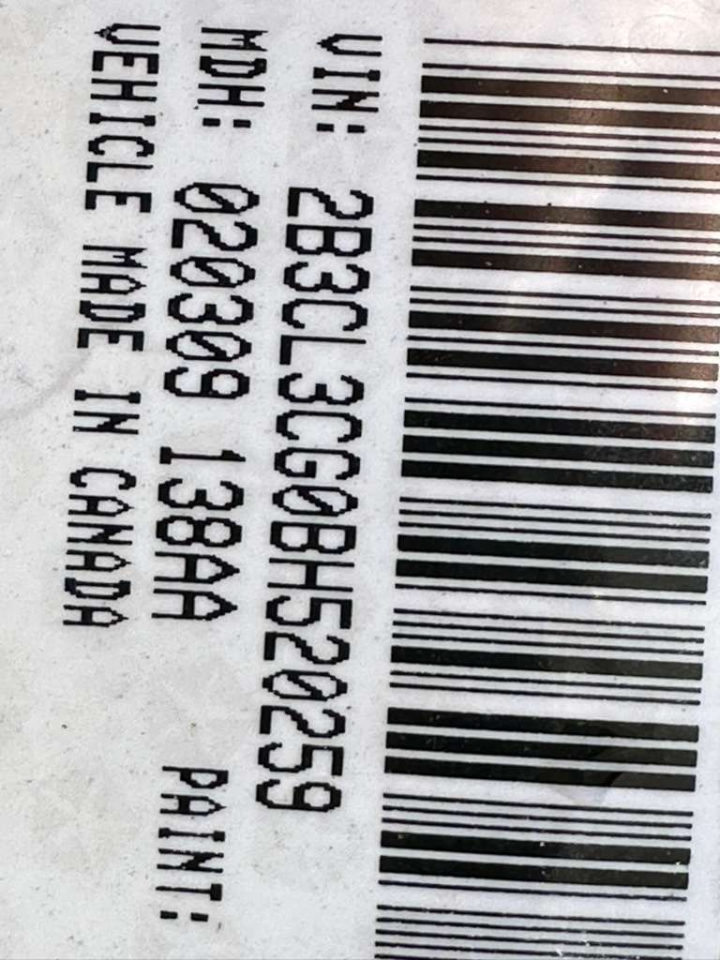 VIN: 2B3CL3CG0BH520259
MDH: 020309 138AA PAINT:
VEHICLE MADE IN CANADA